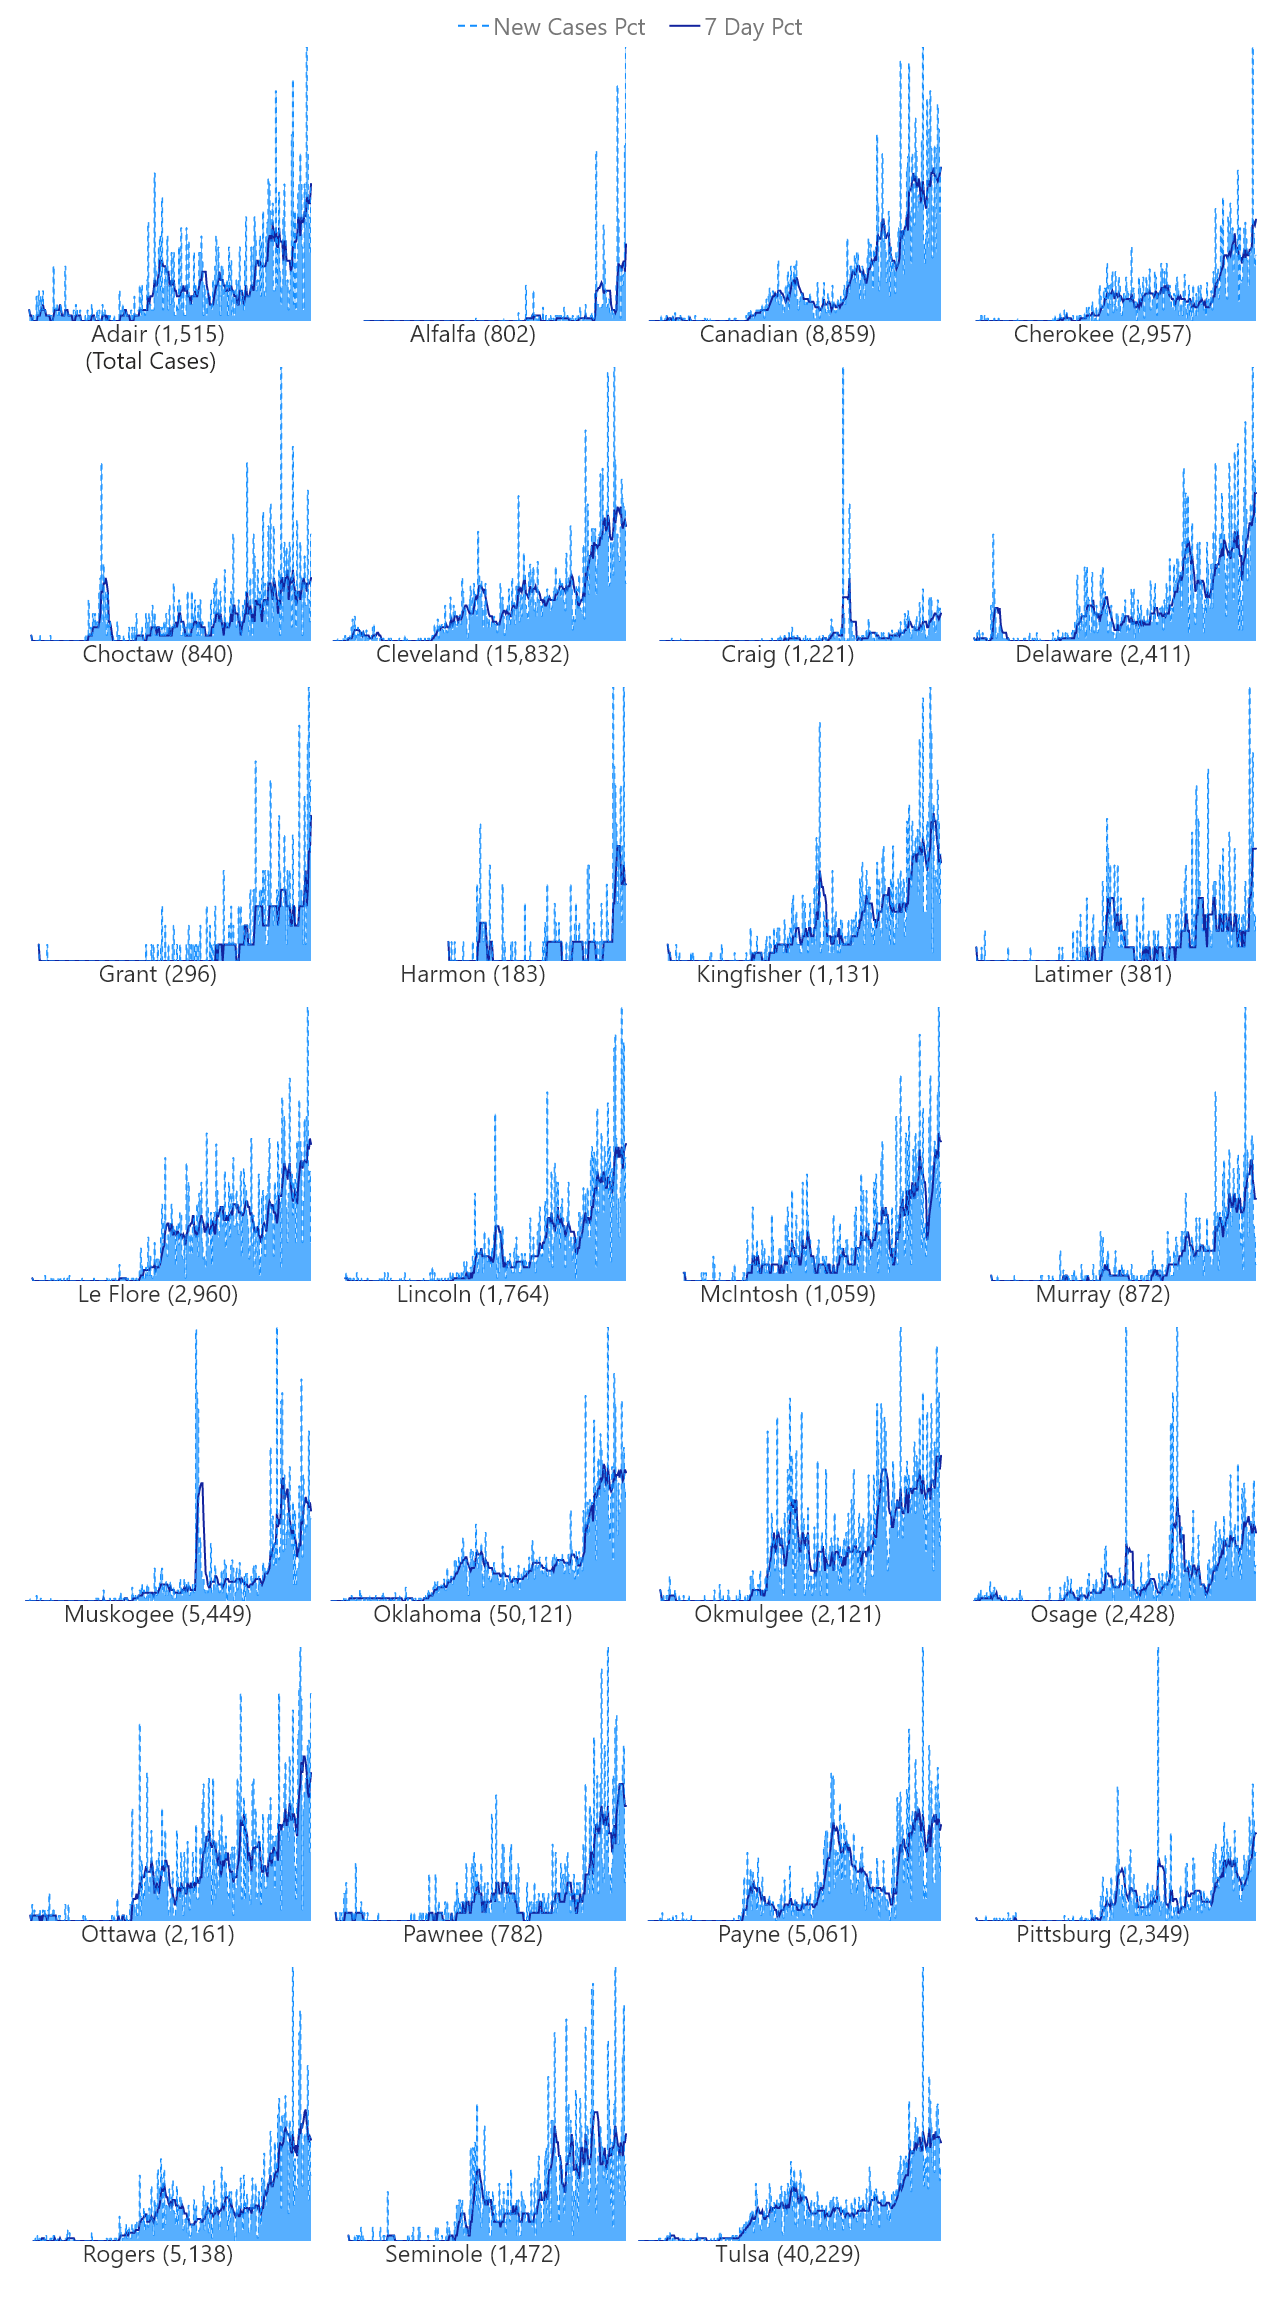 New Cases Pct 7 Day Pct
Adair (1,515) Alfalfa (802) Canadian (8,859) Cherokee (2,957)
(Total Cases)
Choctaw (840) Cleveland (15,832) Craig (1,221) Delaware (2,411)
Grant (296) Harmon (183) Kingfisher (1,131) Latimer (381)
Le Flore (2,960) Lincoln (1,764) McIntosh (1,059) Murray (872)
Muskogee (5,449) Oklahoma (50,121) Okmulgee (2,121) Osage (2,428)
Ottawa (2,161) Pawnee (782) Payne (5,061) Pittsburg (2,349)
Rogers (5,138) Seminole (1,472) Tulsa (40,229)